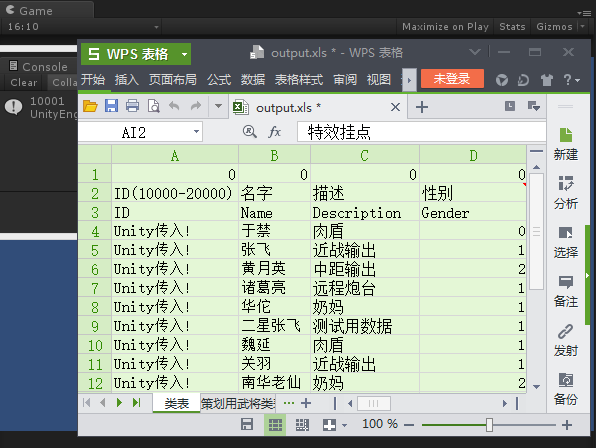 Game
16:10
Maximize on Play Stats Gizmos
Console
Clear Colla
10001
UnityEng
S WPS 表格 output.xls * - WPS 表格
开始 插入 页面布局 公式 数据 表格样式 审阅 视图 未登录
output.xls *
AI2 fx 特效挂点
A B C D
1 0 0 0 0
2 ID(10000-20000) 名字 描述 性别
3 ID Name Description Gender
4 Unity传入! 于禁 肉盾 0
5 Unity传入! 张飞 近战输出 1
6 Unity传入! 黄月英 中距输出 2
7 Unity传入! 诸葛亮 远程炮台 1
8 Unity传入! 华佗 奶妈 1
9 Unity传入! 二星张飞 测试用数据 1
10 Unity传入! 魏延 肉盾 1
11 Unity传入! 关羽 近战输出 1
12 Unity传入! 南华老仙 奶妈 2
类表 策划用武将类 ··· +
100 % - +
新建
分析
选择
备注
发射
备份